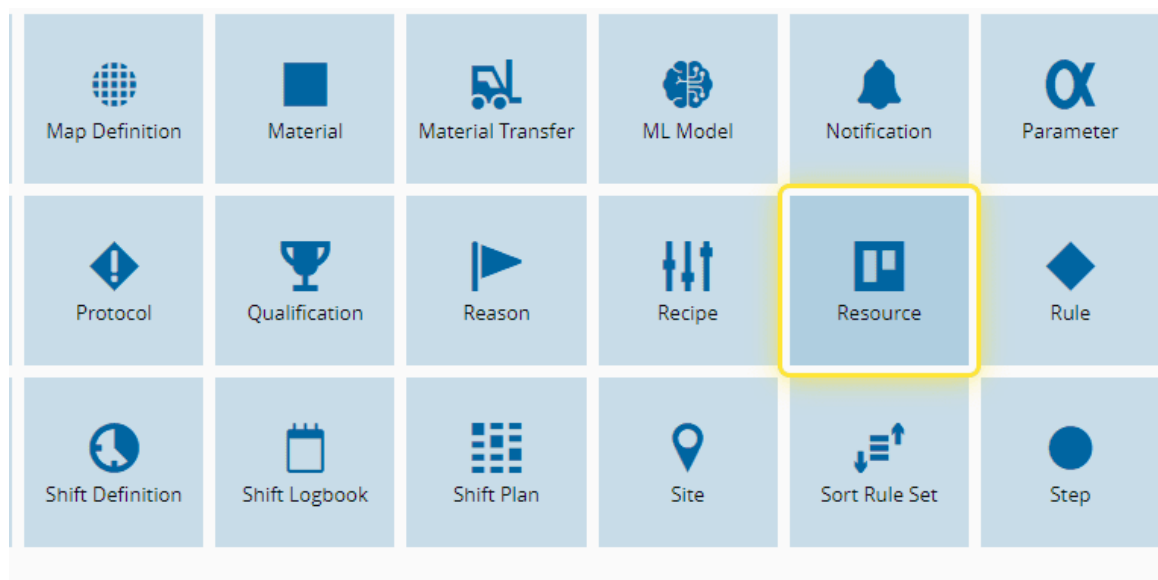 Map Definition
Material
Material Transfer
ML Model
Notification
Parameter
Protocol
Qualification
Reason
Recipe
Resource
Rule
Shift Definition
Shift Logbook
Shift Plan
Site
Sort Rule Set
Step